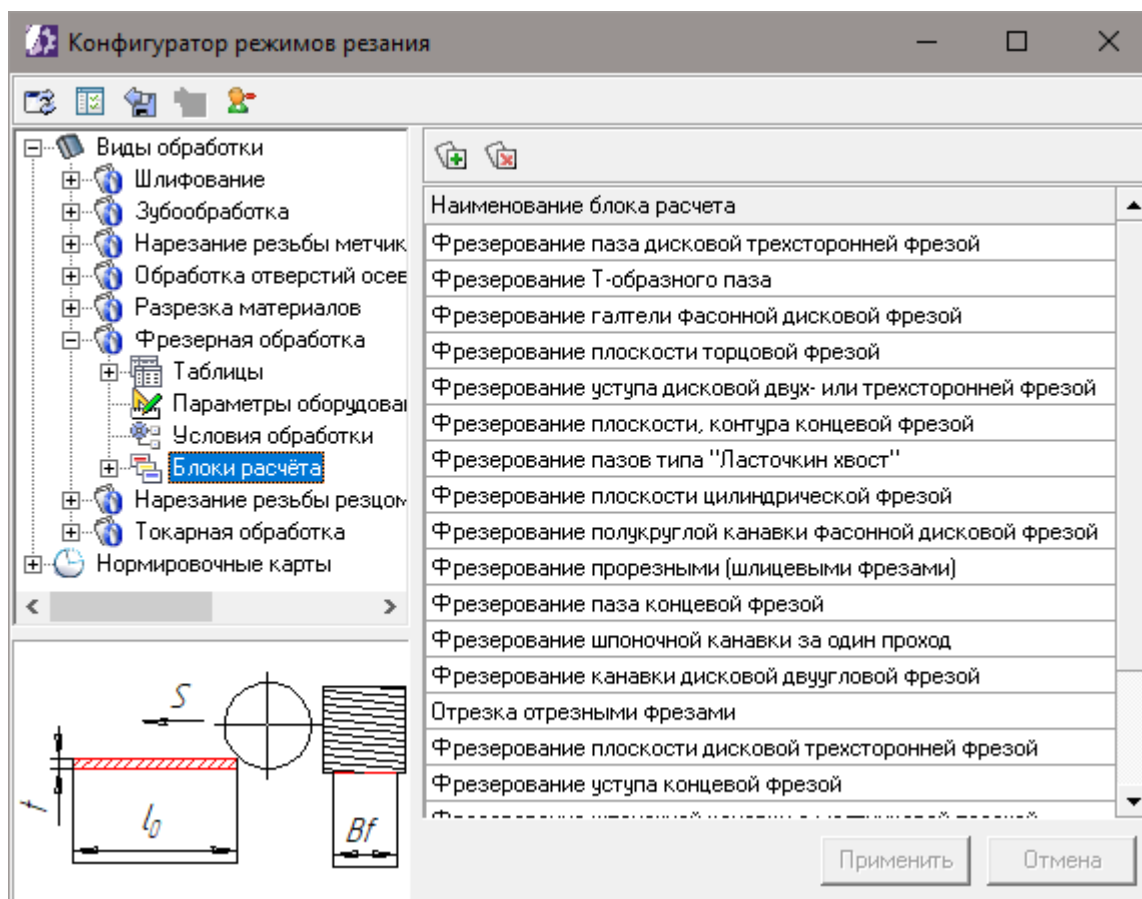 Конфигуратор режимов резания
Виды обработки
Шлифование
Зубообработка
Нарезание резьбы метчик
Обработка отверстий осев
Разрезка материалов
Фрезерная обработка
Таблицы
Параметры оборудова
Условия обработки
Блоки расчёта
Нарезание резьбы резцом
Токарная обработка
Нормировочные карты
Наименование блока расчета
Фрезерование паза дисковой трехсторонней фрезой
Фрезерование Т-образного паза
Фрезерование галтели фасонной дисковой фрезой
Фрезерование плоскости торцовой фрезой
Фрезерование уступа дисковой двух- или трехсторонней фрезой
Фрезерование плоскости, контура концевой фрезой
Фрезерование пазов типа "Ласточкин хвост"
Фрезерование плоскости цилиндрической фрезой
Фрезерование полукруглой канавки фасонной дисковой фрезой
Фрезерование прорезными (шлицевыми фрезами)
Фрезерование паза концевой фрезой
Фрезерование шпоночной канавки за один проход
Фрезерование канавки дисковой двуугловой фрезой
Отрезка отрезными фрезами
Фрезерование плоскости дисковой трехсторонней фрезой
Фрезерование уступа концевой фрезой
S
t
l0
Bf
Применить
Отмена